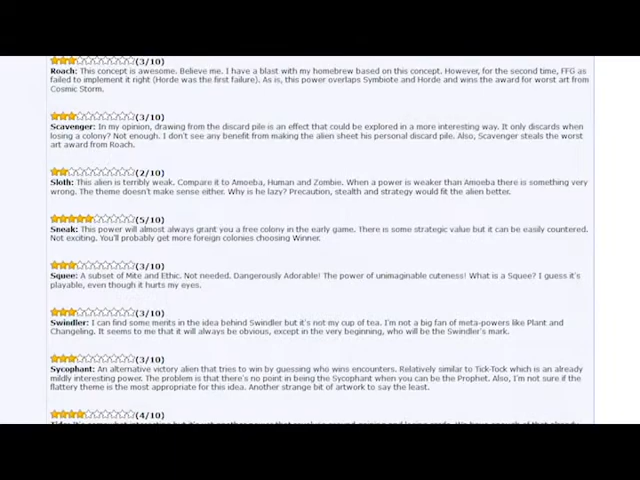 (3/10)
Roach: This concept is awesome. Believe me. I have a blast with my homebrew based on this concept. However, for the second time, FFG as
failed to implement it right (Horde was the first failure). As is, this power overlaps Symbiote and Horde and wins the award for worst art from
Cosmic Storm.
(3/10)
Scavenger: In my opinion, drawing from the discard pile is an effect that could be explored in a more interesting way. It only discards when
losing a colony? Not enough. I don't see any benefit from making the alien sheet his personal discard pile. Also, Scavenger steals the worst
art award from Roach.
(2/10)
Sloth: This alien is terribly weak. Compare it to Amoeba, Human and Zombie. When a power is weaker than Amoeba there is something very
wrong. The theme doesn't make sense either. Why is he lazy? Precaution, stealth and strategy would fit the alien better.
(5/10)
Sneak: This power will almost always grant you a free colony in the early game. There is some strategic value but it can be easily countered.
Not exciting. You'll probably get more foreign colonies choosing Winner.
(3/10)
Squee: A subset of Mite and Ethic. Not needed. Dangerously Adorable! The power of unimaginable cuteness! What is a Squee? I guess it's
playable, even though it hurts my eyes.
(3/10)
Swindler: I can find some merits in the idea behind Swindler but it's not my cup of tea. I'm not a big fan of meta-powers like Plant and
Changeling. It seems to me that it will always be obvious, except in the very beginning, who will be the Swindler's mark.
(3/10)
Sycophant: An alternative victory alien that tries to win by guessing who wins encounters. Relatively similar to Tick-Tock which is an already
mildly interesting power. The problem is that there's no point in being the Sycophant when you can be the Prophet. Also, I'm not sure if the
flattery theme is the most appropriate for this idea. Another strange bit of artwork to say the least.
(4/10)